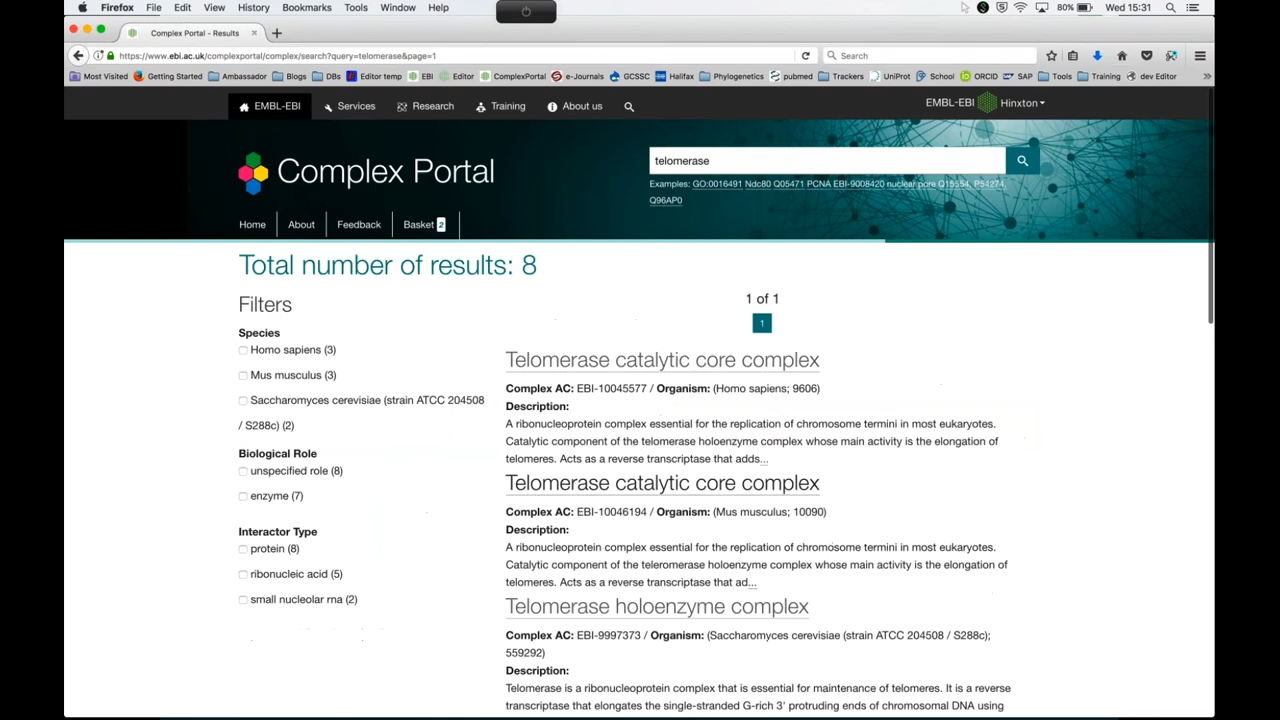 Firefox File Edit View History Bookmarks Tools Window Help 80% Wed 15:31
Complex Portal - Results
https://www.ebi.ac.uk/complexportal/complex/search?query=telomerase&page=1 Search
Most Visited Getting Started Ambassador Blogs DBs Editor temp EBI Editor ComplexPortal e-Journals GCSSC Halifax Phylogenetics pubmed Trackers UniProt School ORCID SAP Tools Training dev Editor
EMBL-EBI Services Research Training About us EMBL-EBI Hinxton
Complex Portal
telomerase
Examples: GO:0016491 Ndc80 Q05471 PCNA EBI-9008420 nuclear pore Q15554, P54274,
Q96AP0
Home About Feedback Basket 2
Total number of results: 8
Filters
Species
Homo sapiens (3)
Mus musculus (3)
Saccharomyces cerevisiae (strain ATCC 204508
/ S288c) (2)
Biological Role
unspecified role (8)
enzyme (7)
Interactor Type
protein (8)
ribonucleic acid (5)
small nucleolar rna (2)
1 of 1
1
Telomerase catalytic core complex
Complex AC: EBI-10045577 / Organism: (Homo sapiens; 9606)
Description:
A ribonucleoprotein complex essential for the replication of chromosome termini in most eukaryotes.
Catalytic component of the telomerase holoenzyme complex whose main activity is the elongation of
telomeres. Acts as a reverse transcriptase that adds...
Telomerase catalytic core complex
Complex AC: EBI-10046194 / Organism: (Mus musculus; 10090)
Description:
A ribonucleoprotein complex essential for the replication of chromosome termini in most eukaryotes.
Catalytic component of the teleromerase holoenzyme complex whose main activity is the elongation of
telomeres. Acts as a reverse transcriptase that ad...
Telomerase holoenzyme complex
Complex AC: EBI-9997373 / Organism: (Saccharomyces cerevisiae (strain ATCC 204508 / S288c);
559292)
Description:
Telomerase is a ribonucleoprotein complex that is essential for maintenance of telomeres. It is a reverse
transcriptase that elongates the single-stranded G-rich 3' protruding ends of chromosomal DNA using